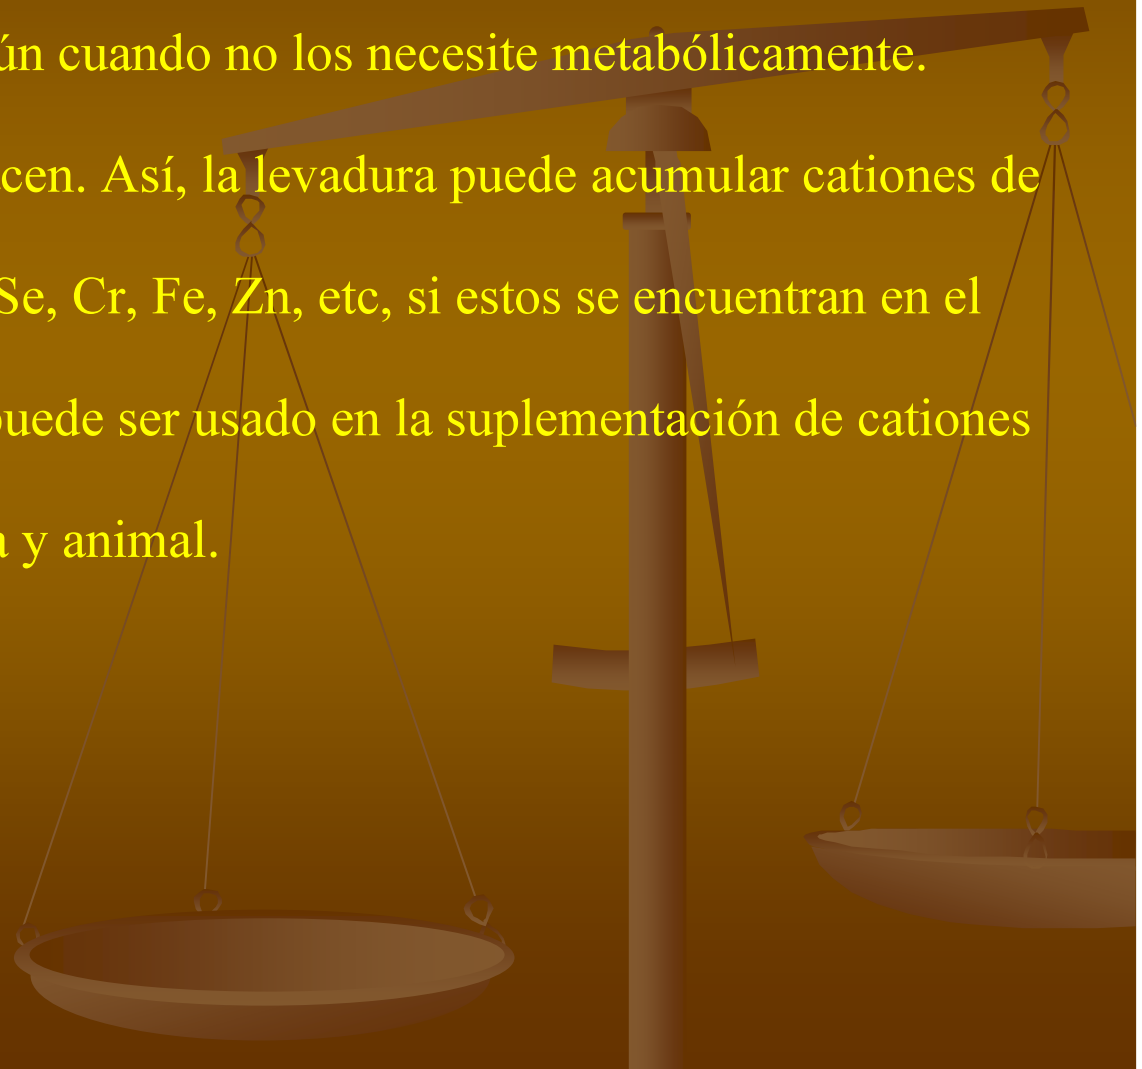 ún cuando no los necesite metabólicamente.
cen. Así, la levadura puede acumular cationes de
Se, Cr, Fe, Zn, etc, si estos se encuentran en el
puede ser usado en la suplementación de cationes
a y animal.